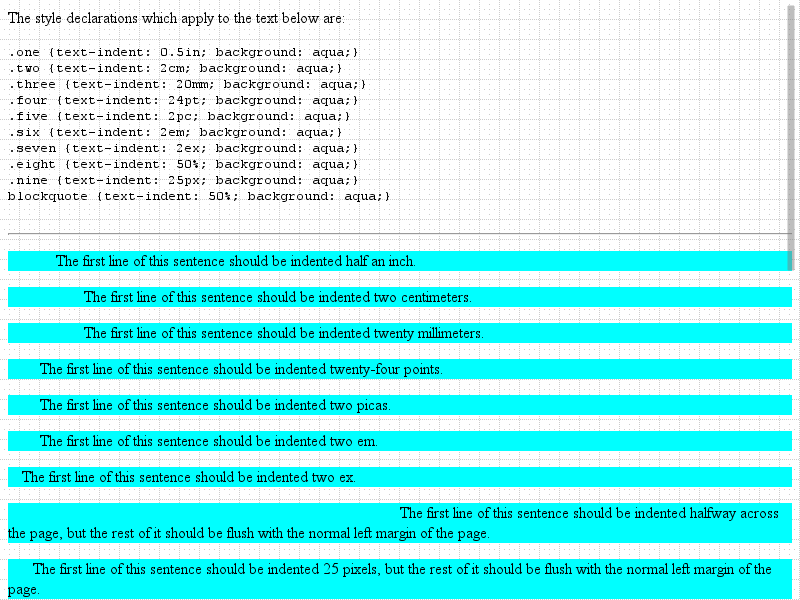 The style declarations which apply to the text below are:
.one {text-indent: 0.5in; background: aqua;}
.two {text-indent: 2cm; background: aqua;}
.three {text-indent: 20mm; background: aqua;}
.four {text-indent: 24pt; background: aqua;}
.five {text-indent: 2pc; background: aqua;}
.six {text-indent: 2em; background: aqua;}
.seven {text-indent: 2ex; background: aqua;}
.eight {text-indent: 50%; background: aqua;}
.nine {text-indent: 25px; background: aqua;}
blockquote {text-indent: 50%; background: aqua;}
The first line of this sentence should be indented half an inch.
The first line of this sentence should be indented two centimeters.
The first line of this sentence should be indented twenty millimeters.
The first line of this sentence should be indented twenty-four points.
The first line of this sentence should be indented two picas.
The first line of this sentence should be indented two em.
The first line of this sentence should be indented two ex.
The first line of this sentence should be indented halfway across
the page, but the rest of it should be flush with the normal left margin of the page.
The first line of this sentence should be indented 25 pixels, but the rest of it should be flush with the normal left margin of the
page.